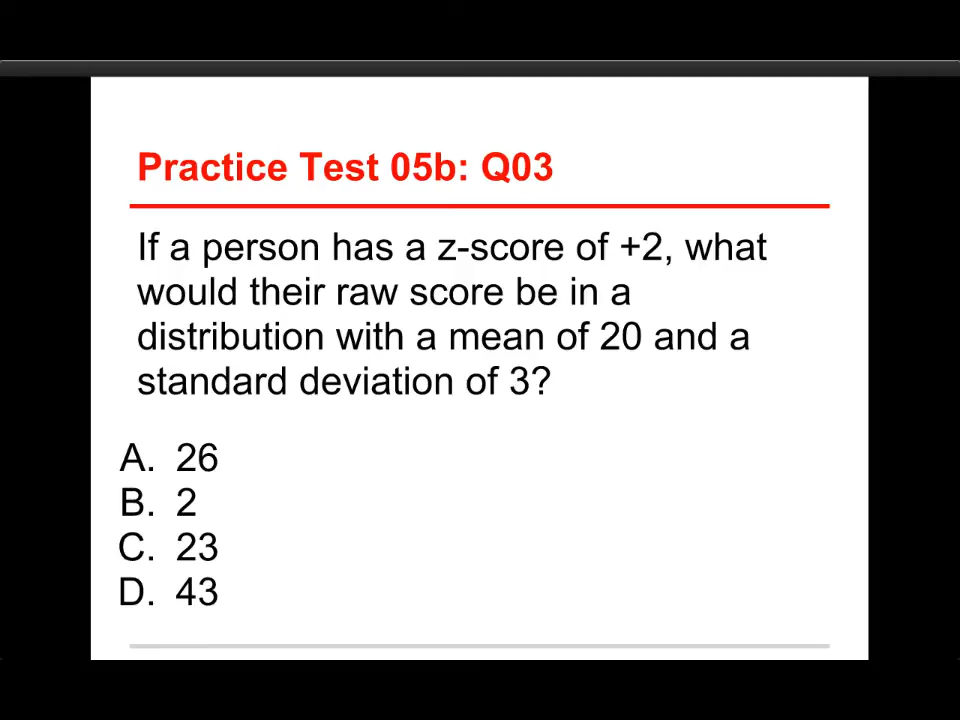 Practice Test 05b: Q03
If a person has a z-score of +2, what
would their raw score be in a
distribution with a mean of 20 and a
standard deviation of 3?
A. 26
B. 2
C. 23
D. 43